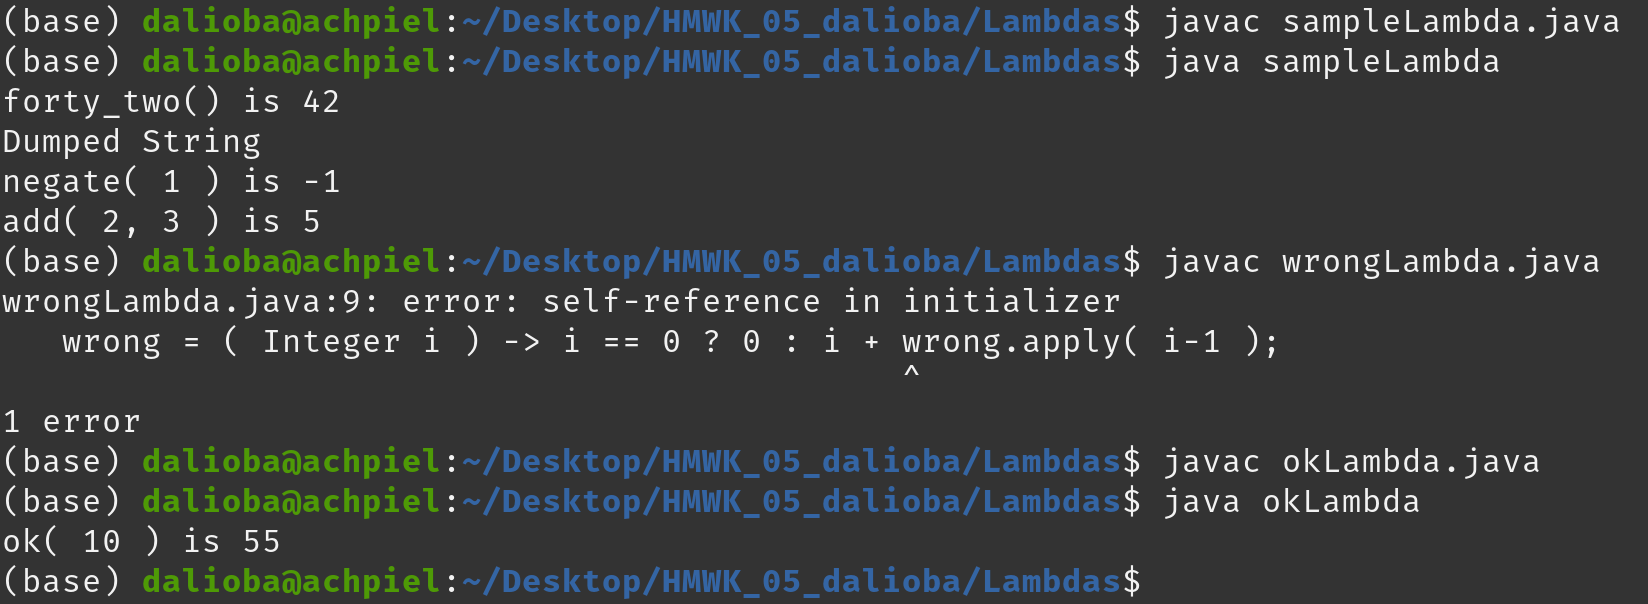 (base) dalioba@achpiel:~/Desktop/HMWK_05_dalioba/Lambdas$ javac sampleLambda.java
(base) dalioba@achpiel:~/Desktop/HMWK_05_dalioba/Lambdas$ java sampleLambda
forty_two() is 42
Dumped String
negate( 1 ) is -1
add( 2, 3 ) is 5
(base) dalioba@achpiel:~/Desktop/HMWK_05_dalioba/Lambdas$ javac wrongLambda.java
wrongLambda.java:9: error: self-reference in initializer
   wrong = ( Integer i ) -> i == 0 ? 0 : i + wrong.apply( i-1 );
                                             ^
1 error
(base) dalioba@achpiel:~/Desktop/HMWK_05_dalioba/Lambdas$ javac okLambda.java
(base) dalioba@achpiel:~/Desktop/HMWK_05_dalioba/Lambdas$ java okLambda
ok( 10 ) is 55
(base) dalioba@achpiel:~/Desktop/HMWK_05_dalioba/Lambdas$